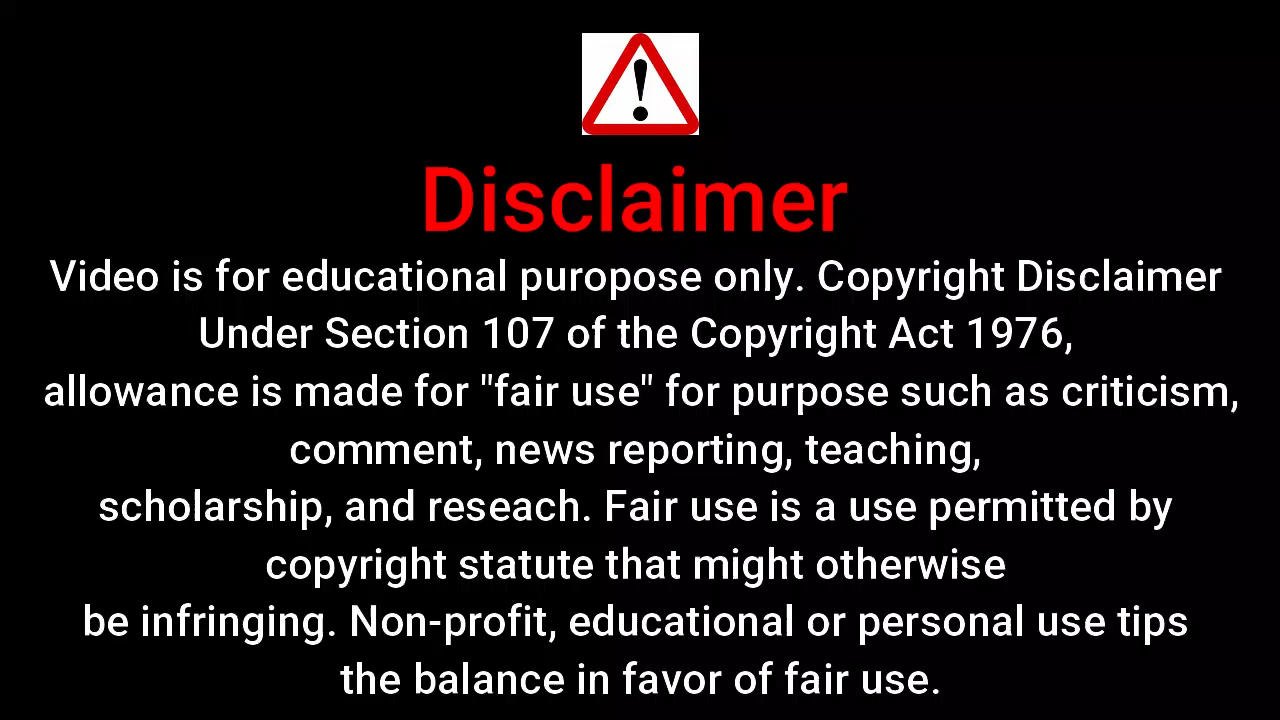 Disclaimer
Video is for educational puropose only. Copyright Disclaimer
Under Section 107 of the Copyright Act 1976,
allowance is made for "fair use" for purpose such as criticism,
comment, news reporting, teaching,
scholarship, and reseach. Fair use is a use permitted by
copyright statute that might otherwise
be infringing. Non-profit, educational or personal use tips
the balance in favor of fair use.